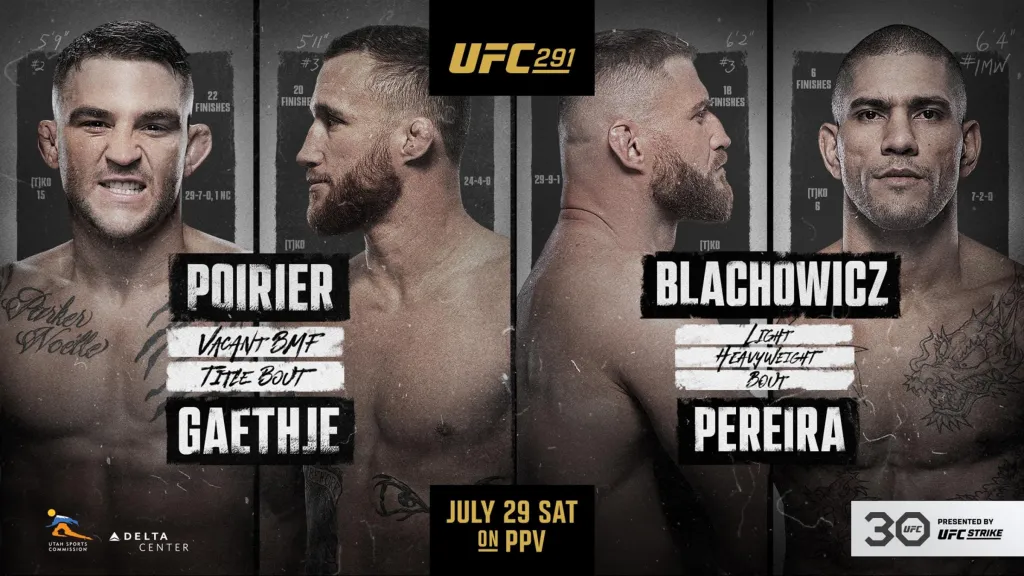 UFC 291
5'9"
#2
22
FINISHES
[T]KO
15
29-7-0, 1 NC
5'11"
#3
20
FINISHES
24-4-0
[T]KO
6'2"
#3
18
FINISHES
29-9-1
[T]KO
6'4"
#1MW
6
FINISHES
[T]KO
6
7-2-0
Parker
Noelle
POIRIER
VACANT BMF
TITLE BOUT
GAETHJE
BLACHOWICZ
LIGHT
HEAVYWEIGHT
BOUT
PEREIRA
UTAH SPORTS
COMMISSION
DELTA
CENTER
JULY 29 SAT
ON PPV
30 UFC
PRESENTED BY
UFC STRIKE